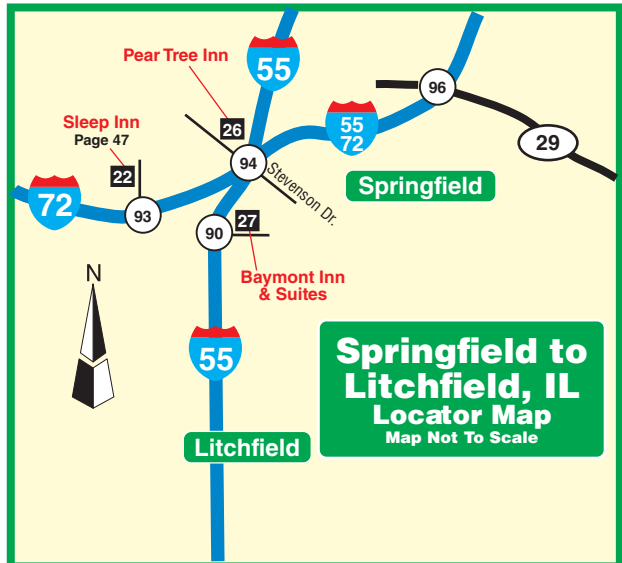 Pear Tree Inn
55
96
Sleep Inn
Page 47
26
55
72
29
22
94
Stevenson Dr.
Springfield
72
93
90
27
Baymont Inn
& Suites
N
55
Springfield to
Litchfield, IL
Locator Map
Map Not To Scale
Litchfield